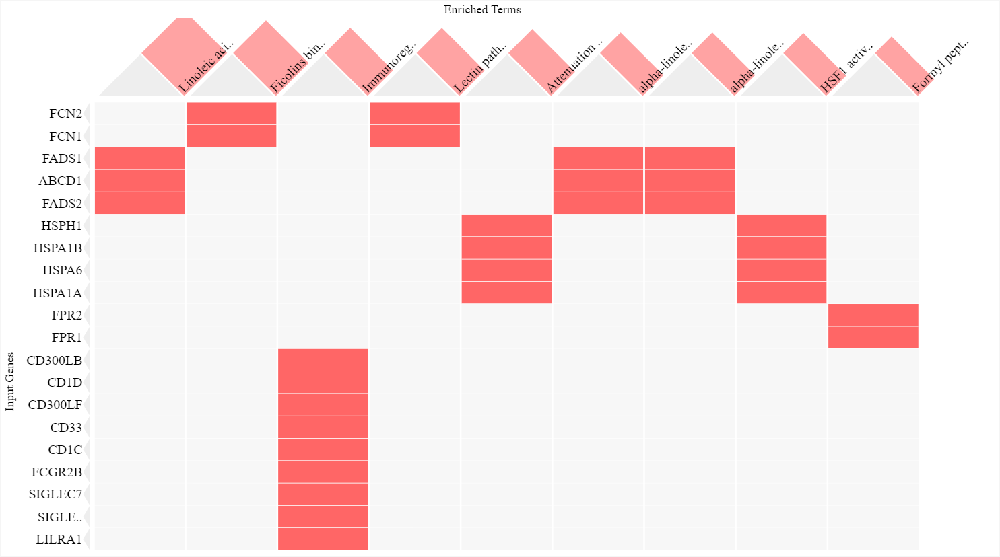 Enriched Terms
Linoleic aci..
Ficolins bin..
Immunoreg..
Lectin path..
Attenuation ..
alpha-linole..
alpha-linole..
HSF1 activ..
Formyl pept..
FCN2
FCN1
FADS1
ABCD1
FADS2
HSPH1
HSPA1B
HSPA6
HSPA1A
FPR2
FPR1
CD300LB
CD1D
CD300LF
CD33
CD1C
FCGR2B
SIGLEC7
SIGLE..
LILRA1
Input Genes